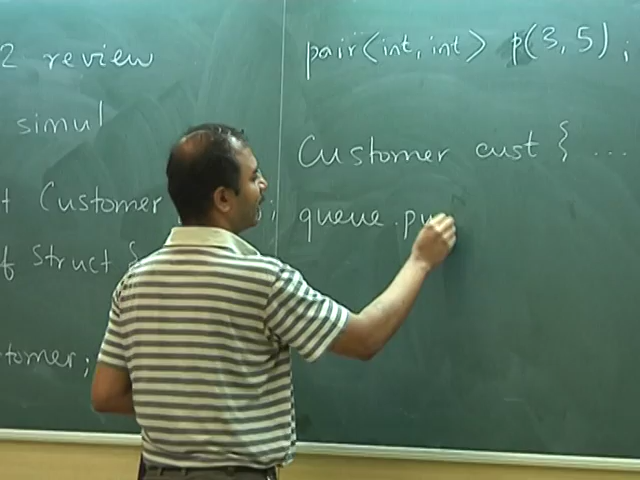 2 review
simul
t Customer ;
f Struct {
tomer;
pair<int, int> p(3, 5);
Customer cust { ...
queue.pu